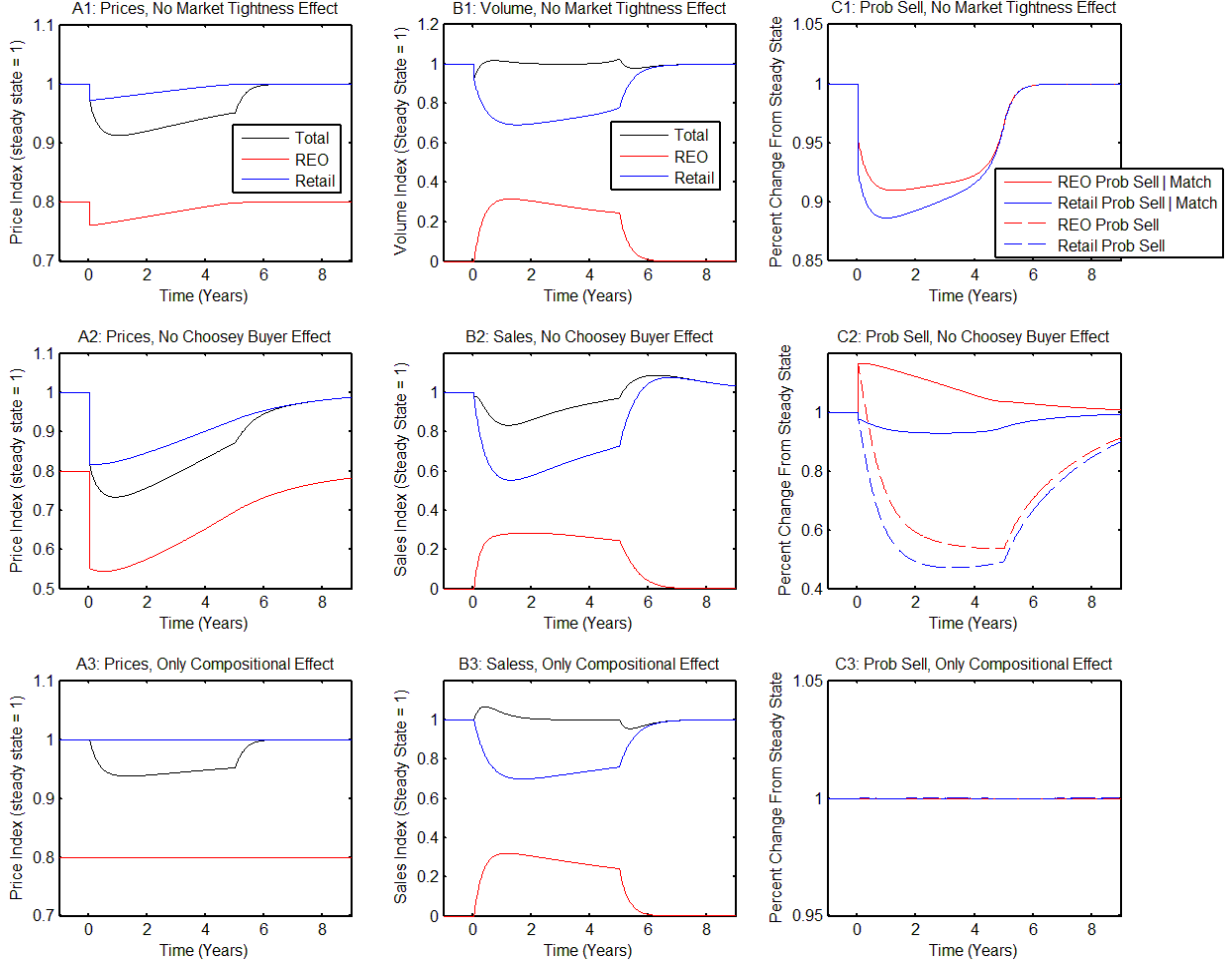 A1: Prices, No Market Tightness Effect
Price Index (steady state = 1)
1.1
1
0.9
0.8
0.7
0 2 4 6 8
Time (Years)
Total
REO
Retail
B1: Volume, No Market Tightness Effect
Volume Index (Steady State = 1)
1.2
1
0.8
0.6
0.4
0.2
0
0 2 4 6 8
Time (Years)
Total
REO
Retail
C1: Prob Sell, No Market Tightness Effect
Percent Change From Steady State
1.05
1
0.95
0.9
0.85
0 2 4 6 8
Time (Years)
REO Prob Sell | Match
Retail Prob Sell | Match
REO Prob Sell
Retail Prob Sell
A2: Prices, No Choosey Buyer Effect
Price Index (steady state = 1)
1.1
1
0.9
0.8
0.7
0.6
0.5
0 2 4 6 8
Time (Years)
B2: Sales, No Choosey Buyer Effect
Sales Index (Steady State = 1)
1
0.8
0.6
0.4
0.2
0
0 2 4 6 8
Time (Years)
C2: Prob Sell, No Choosey Buyer Effect
Percent Change From Steady State
1
0.8
0.6
0.4
0 2 4 6 8
Time (Years)
A3: Prices, Only Compositional Effect
Price Index (steady state = 1)
1.1
1
0.9
0.8
0.7
0 2 4 6 8
Time (Years)
B3: Saless, Only Compositional Effect
Sales Index (Steady State = 1)
1
0.8
0.6
0.4
0.2
0
0 2 4 6 8
Time (Years)
C3: Prob Sell, Only Compositional Effect
Percent Change From Steady State
1.05
1
0.95
0 2 4 6 8
Time (Years)